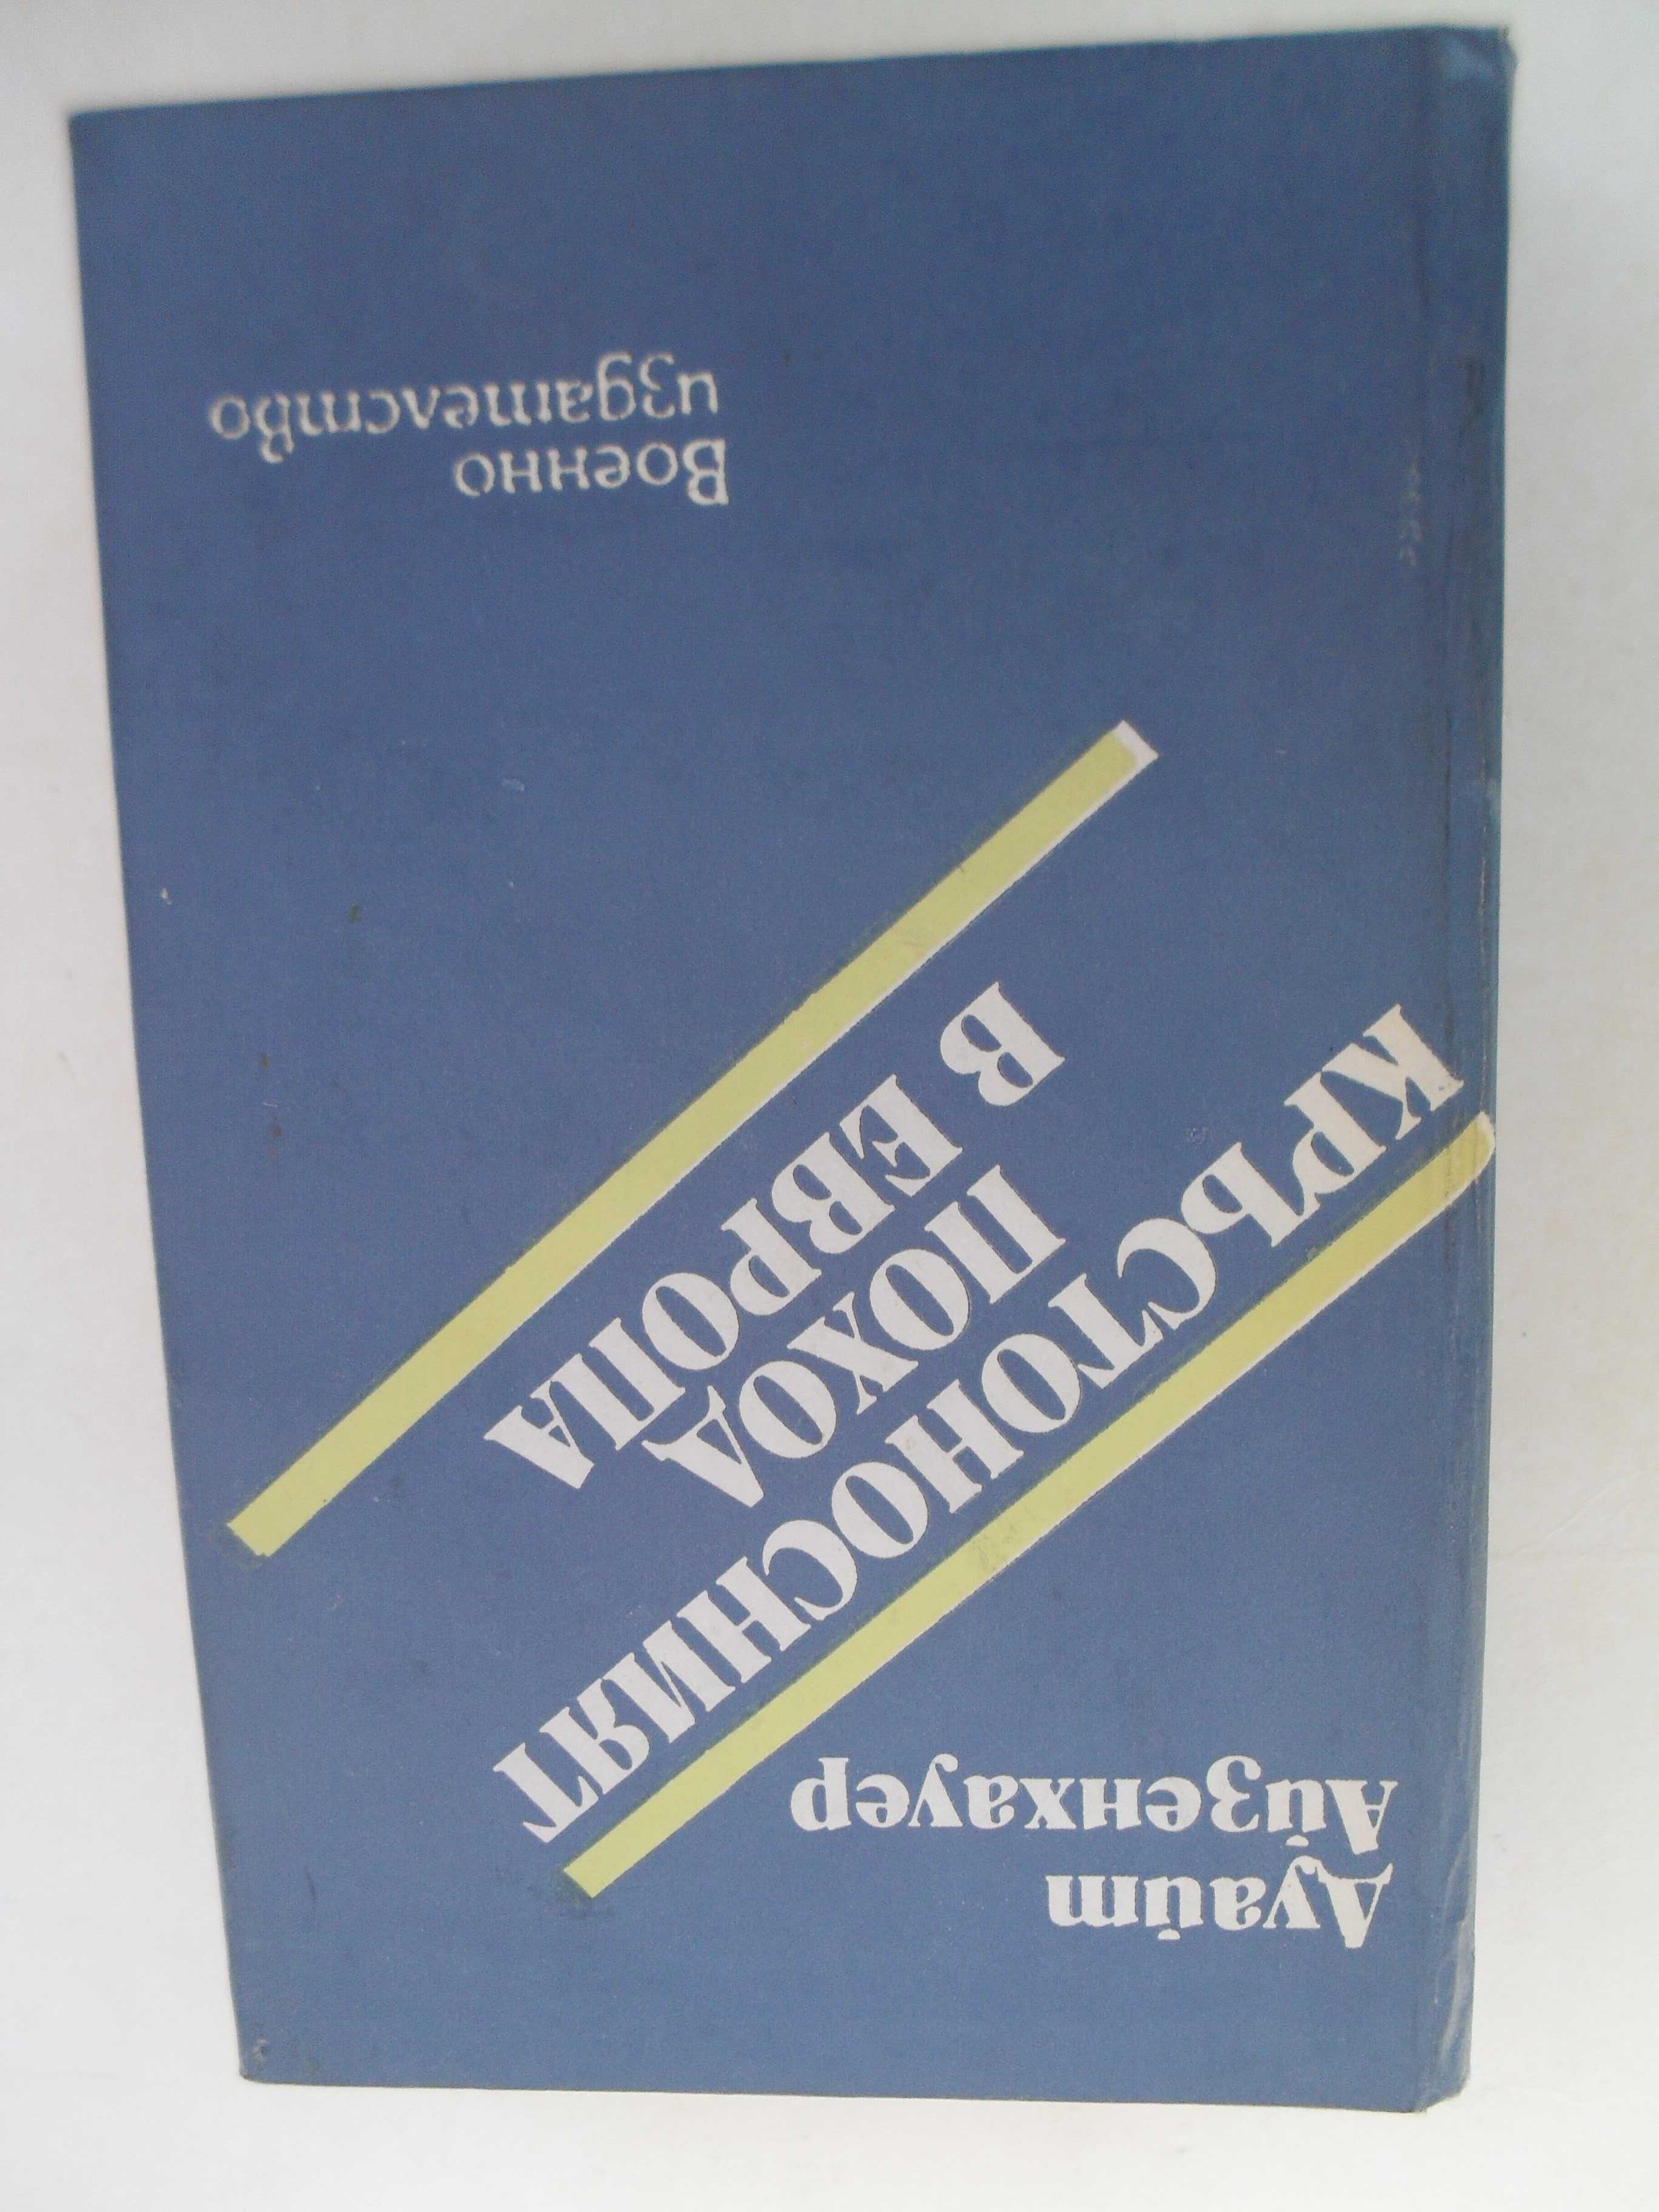 Дуайт
Айзенхауер
КРЪСТОНОСНИЯТ
ПОХОД
В ЕВРОПА
Военно
издателство